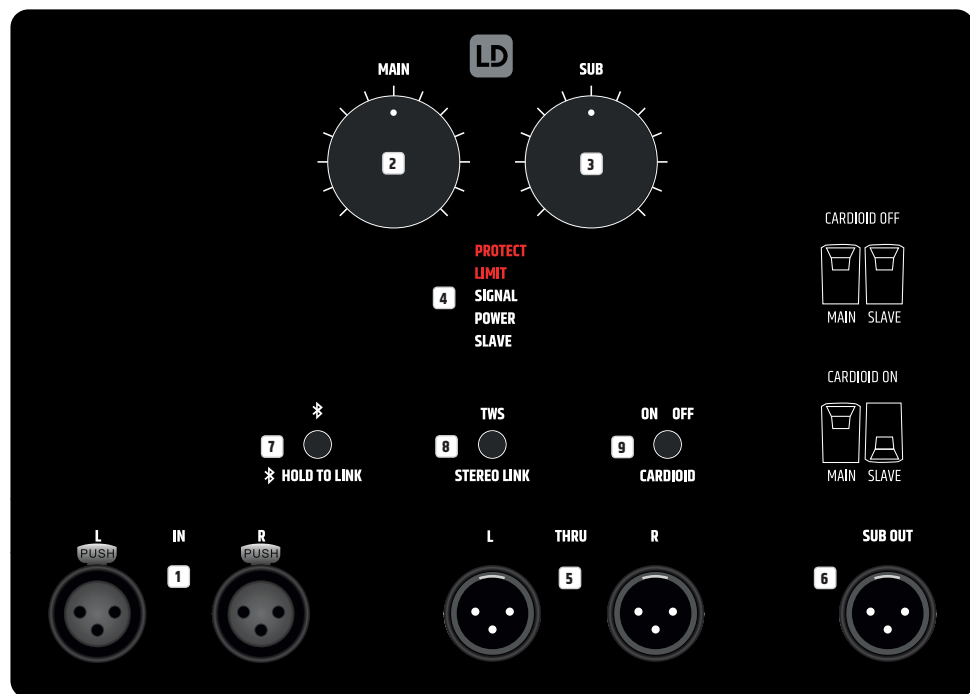 LD
MAIN
SUB
2
3
PROTECT
LIMIT
4
SIGNAL
POWER
SLAVE
CARDIOID OFF
MAIN SLAVE
CARDIOID ON
MAIN SLAVE
7
HOLD TO LINK
TWS
8
STEREO LINK
ON OFF
9
CARDIOID
L IN R
PUSH PUSH
1
L THRU R
5
SUB OUT
6